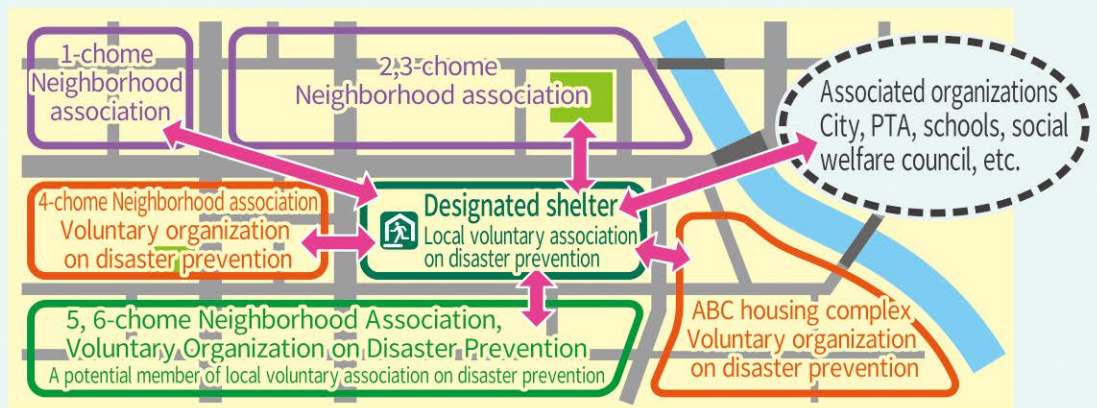 1-chome
Neighborhood
association
2,3-chome
Neighborhood association
Associated organizations
City, PTA, schools, social
welfare council, etc.
4-chome Neighborhood association
Voluntary organization
on disaster prevention
Designated shelter
Local voluntary association
on disaster prevention
5, 6-chome Neighborhood Association,
Voluntary Organization on Disaster Prevention
A potential member of local voluntary association on disaster prevention
ABC housing complex
Voluntary organization
on disaster prevention